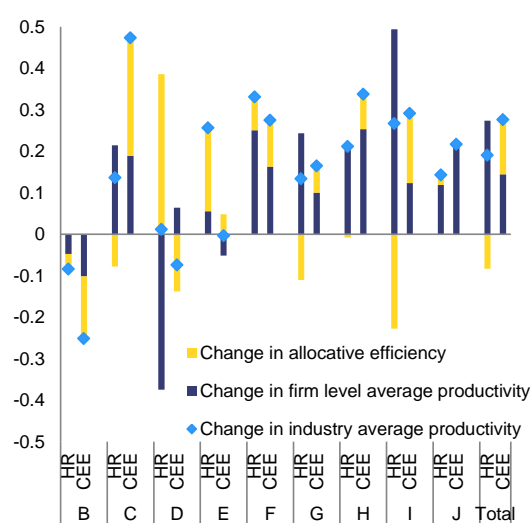 0.5
0.4
0.3
0.2
0.1
0
-0.1
-0.2
-0.3
-0.4
-0.5
Change in allocative efficiency
Change in firm level average productivity
Change in industry average productivity
HR CEE HR CEE HR CEE HR CEE HR CEE HR CEE HR CEE HR CEE HR CEE HR CEE
B C D E F G H I J Total